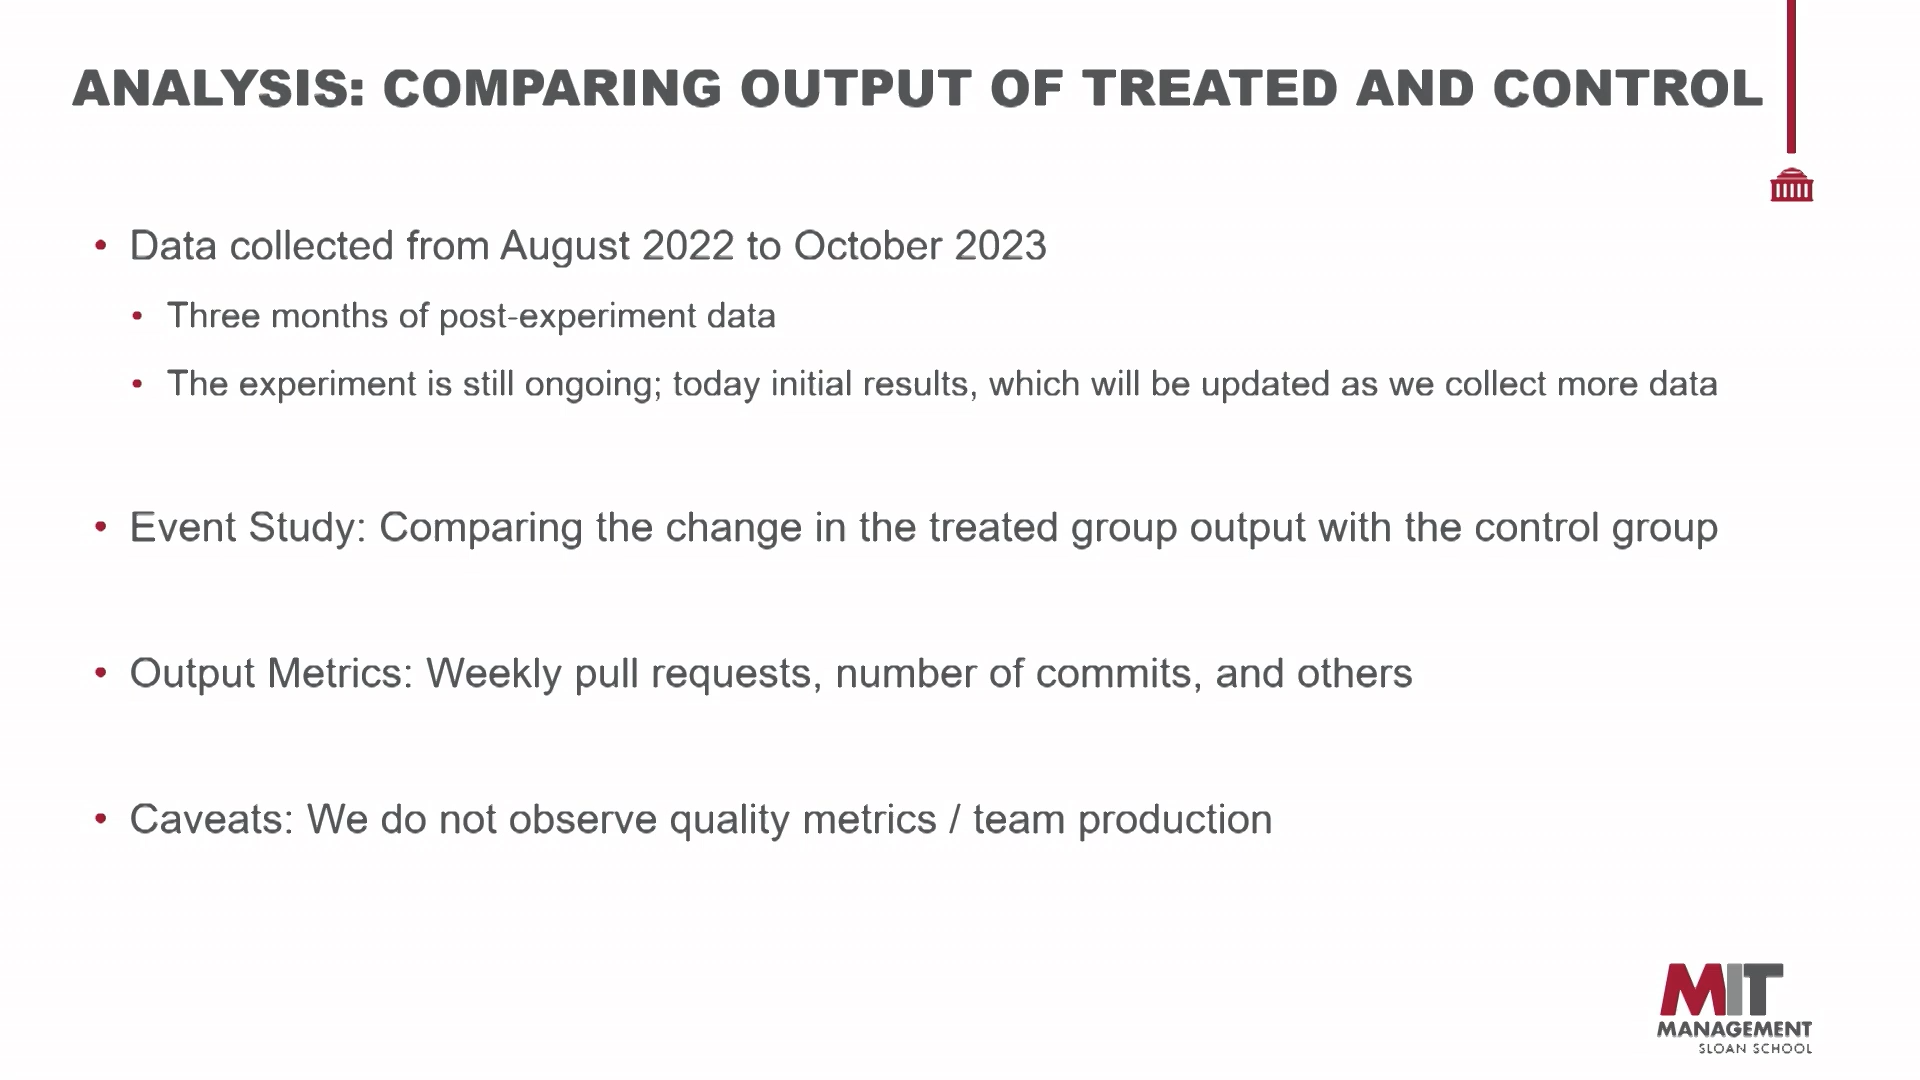 ANALYSIS: COMPARING OUTPUT OF TREATED AND CONTROL
• Data collected from August 2022 to October 2023
• Three months of post-experiment data
• The experiment is still ongoing; today initial results, which will be updated as we collect more data
• Event Study: Comparing the change in the treated group output with the control group
• Output Metrics: Weekly pull requests, number of commits, and others
• Caveats: We do not observe quality metrics / team production
MIT
MANAGEMENT
SLOAN SCHOOL